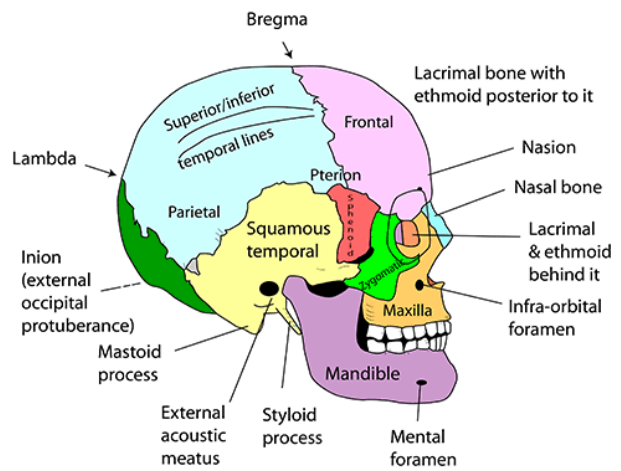 Bregma
Lacrimal bone with
ethmoid posterior to it
Superior/inferior
temporal lines
Frontal
Nasion
Lambda
Pterion
Nasal bone
Parietal
Sphenoid
Squamous
temporal
Lacrimal
& ethmoid
behind it
Inion
(external
occipital
protuberance)
Zygomatic
Maxilla
Infra-orbital
foramen
Mastoid
process
Mandible
External
acoustic
meatus
Styloid
process
Mental
foramen